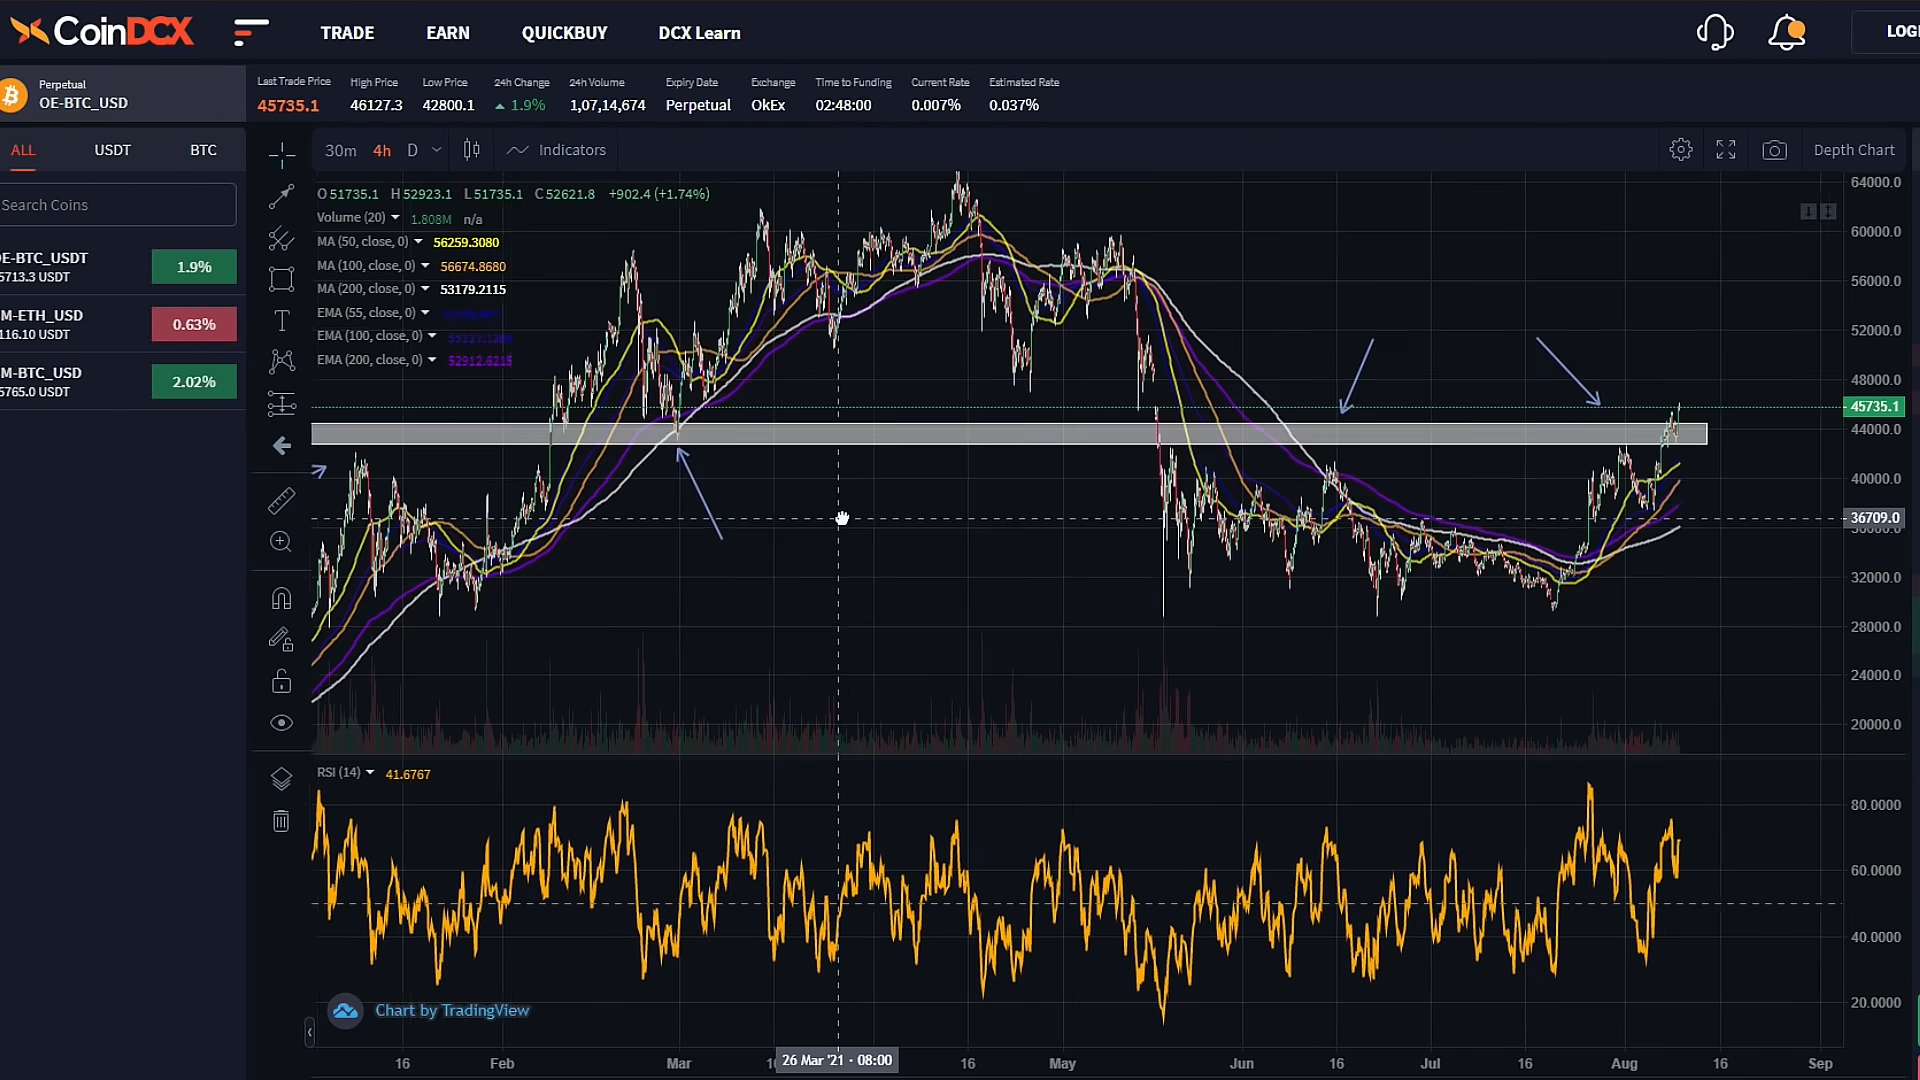 CoinDCX
TRADE EARN QUICKBUY DCX Learn
Perpetual
OE-BTC_USD
Last Trade Price High Price Low Price 24h Change 24h Volume Expiry Date Exchange Time to Funding Current Rate Estimated Rate
45735.1 46127.3 42800.1 1.9% 1,07,14,674 Perpetual OkEx 02:48:00 0.007% 0.037%
ALL USDT BTC
30m 4h D Indicators Depth Chart
Search Coins
E-BTC_USDT
5713.3 USDT
1.9%
M-ETH_USD
116.10 USDT
0.63%
M-BTC_USD
5765.0 USDT
2.02%
O51735.1 H52923.1 L51735.1 C52621.8 +902.4 (+1.74%)
Volume (20) 1.808M n/a
MA (50, close, 0) 56259.3080
MA (100, close, 0) 56674.8680
MA (200, close, 0) 53179.2115
EMA (55, close, 0)
EMA (100, close, 0)
EMA (200, close, 0) 52912.6215
64000.0
60000.0
56000.0
52000.0
48000.0
45735.1
44000.0
40000.0
36709.0
32000.0
28000.0
24000.0
20000.0
RSI (14) 41.6767
80.0000
60.0000
40.0000
20.0000
Chart by TradingView
16 Feb Mar 26 Mar '21 - 08:00 16 May Jun 16 Jul 16 Aug 16 Sep